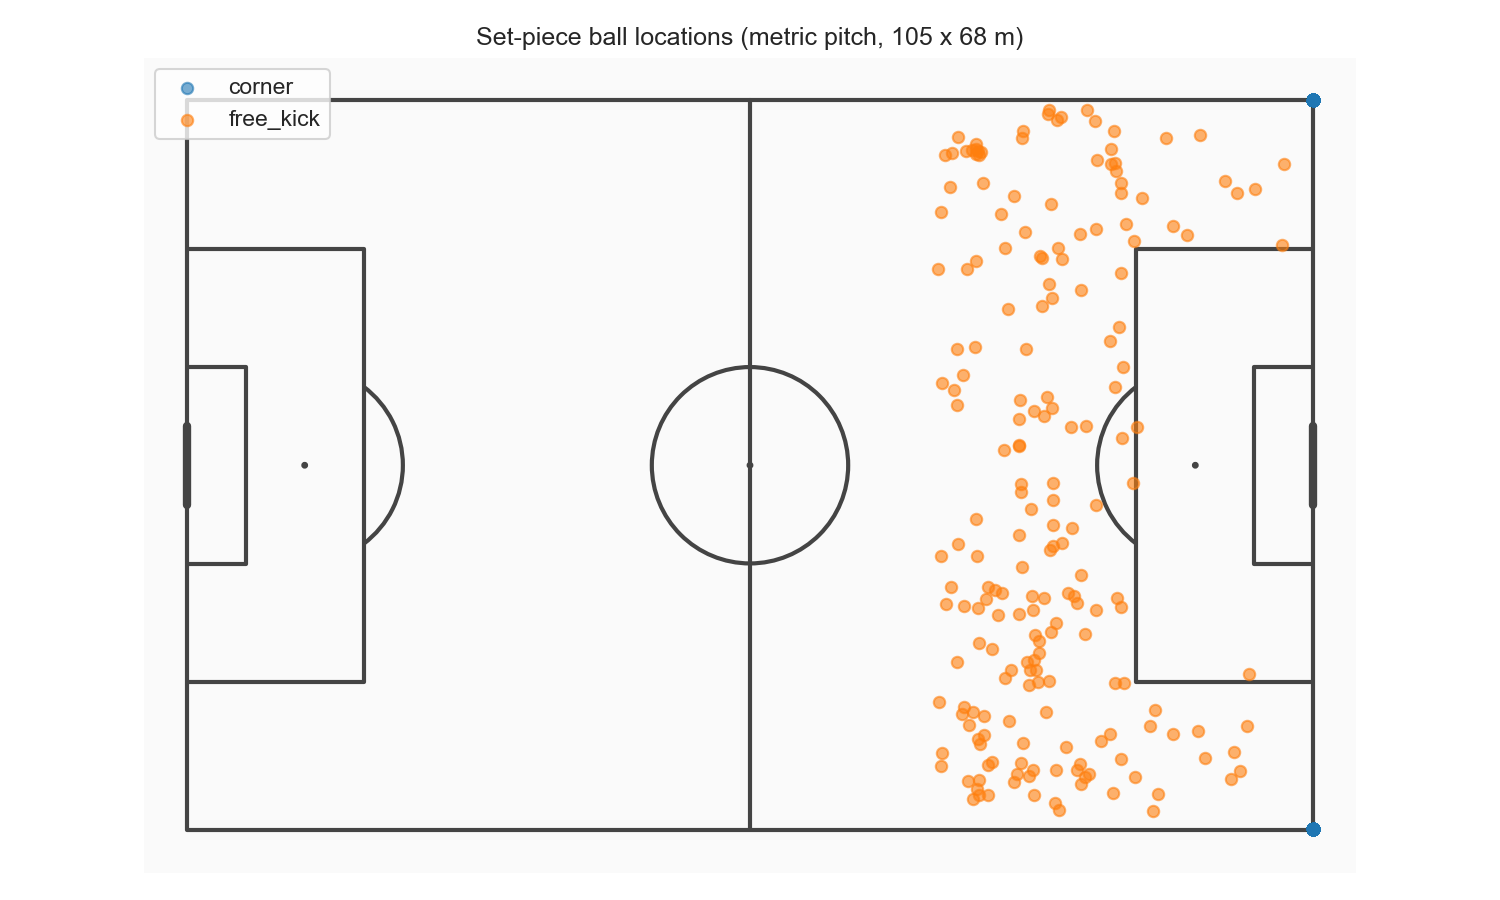 Set-piece ball locations (metric pitch, 105 x 68 m)
corner
free_kick